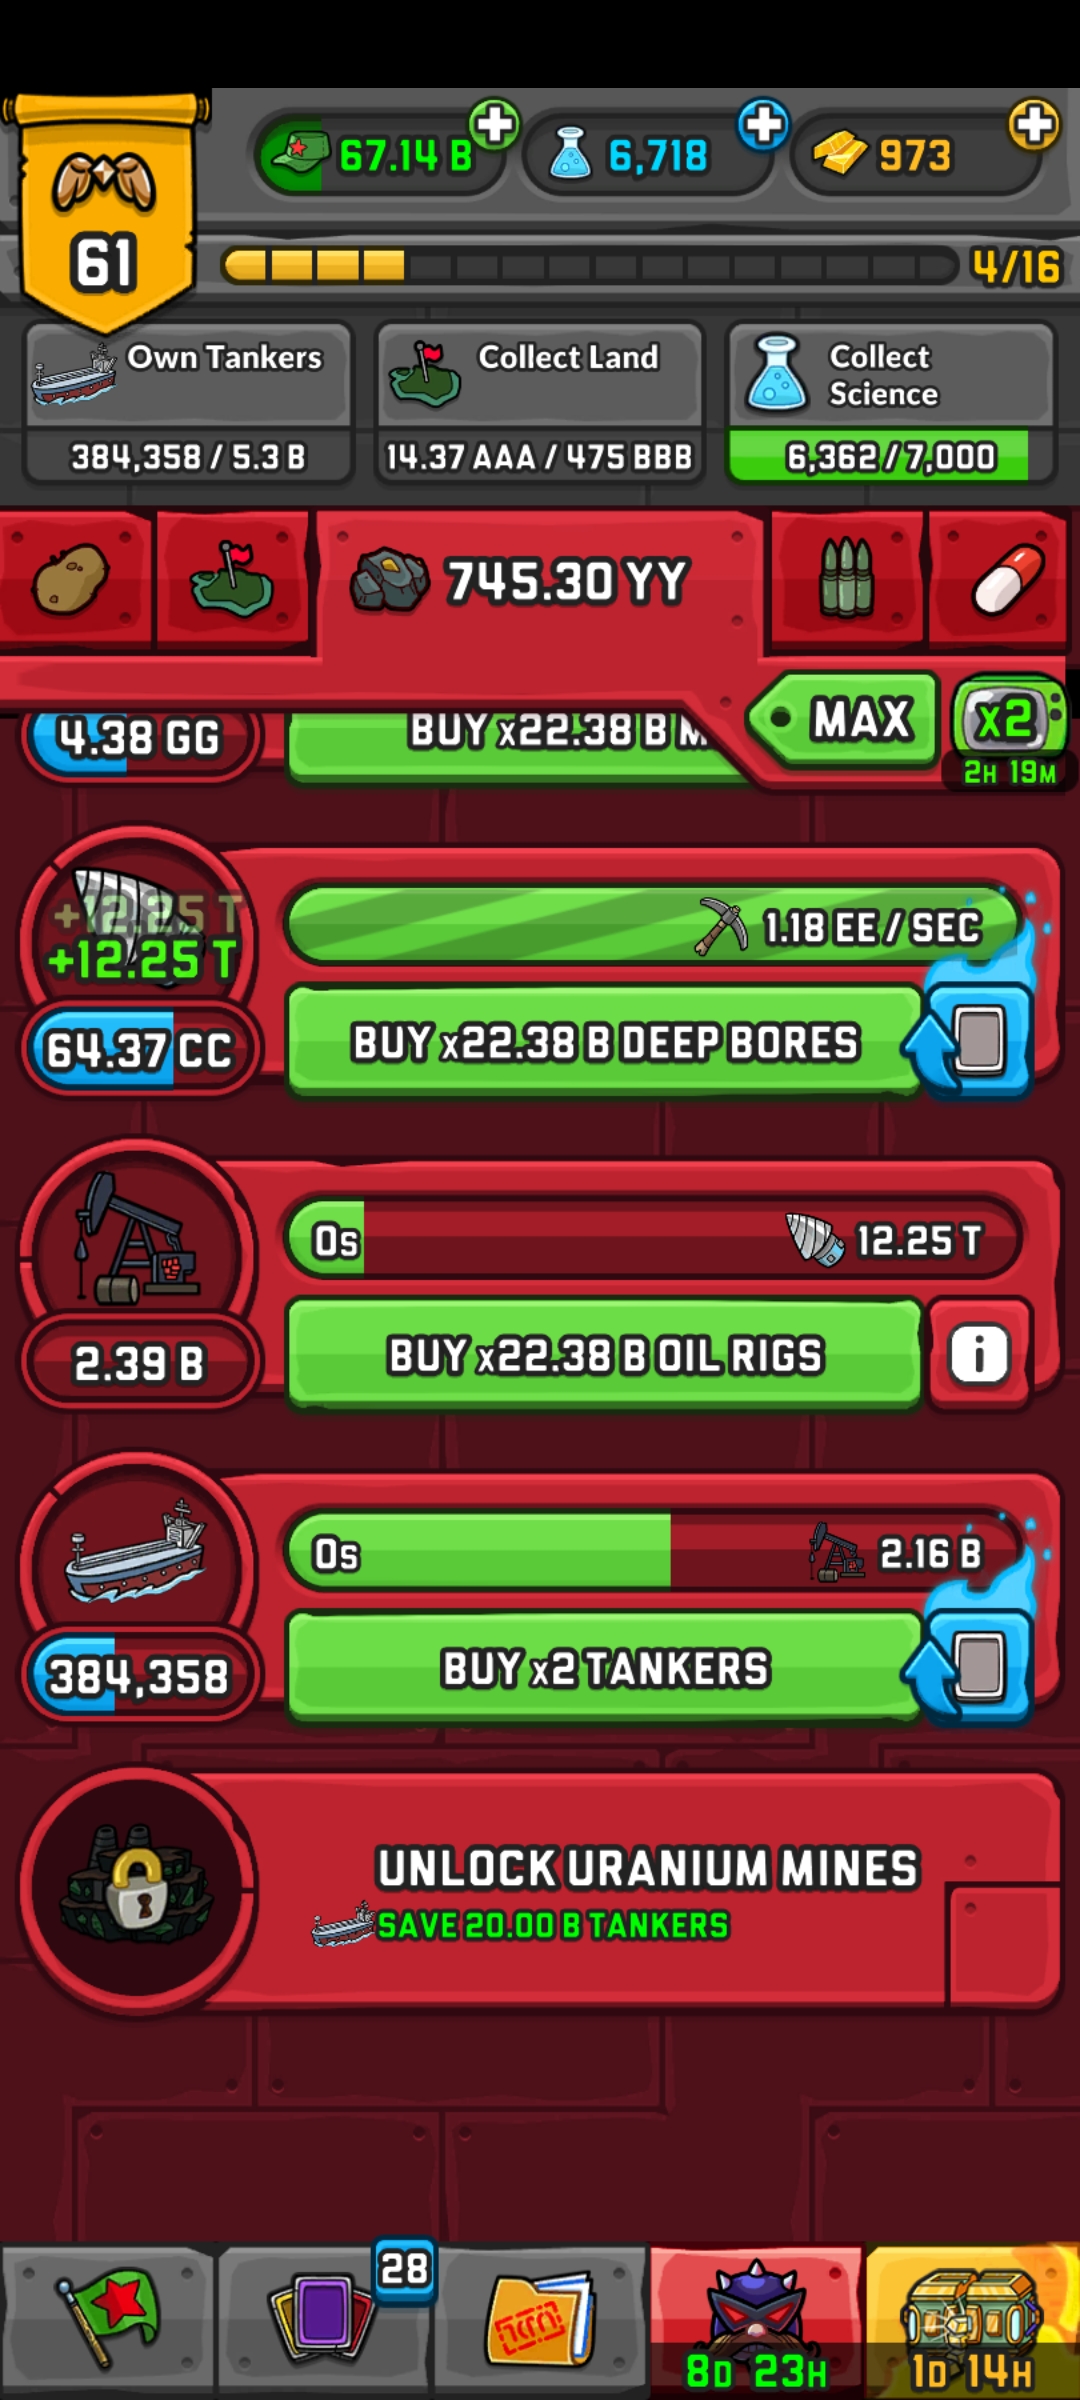 67.14 B
6,718
973
61
4/16
Own Tankers
384,358 / 5.3 B
Collect Land
14.37 AAA / 475 BBB
Collect
Science
6,362 / 7,000
745.30 YY
MAX
x2
2H 19M
4.38 GG
BUY x22.38 B
+12.25 T
+12.25 T
1.18 EE / SEC
64.37 CC
BUY x22.38 B DEEP BORES
0s
12.25 T
2.39 B
BUY x22.38 B OIL RIGS
i
0s
2.16 B
384,358
BUY x2 TANKERS
UNLOCK URANIUM MINES
SAVE 20.00 B TANKERS
28
8D 23H
1D 14H